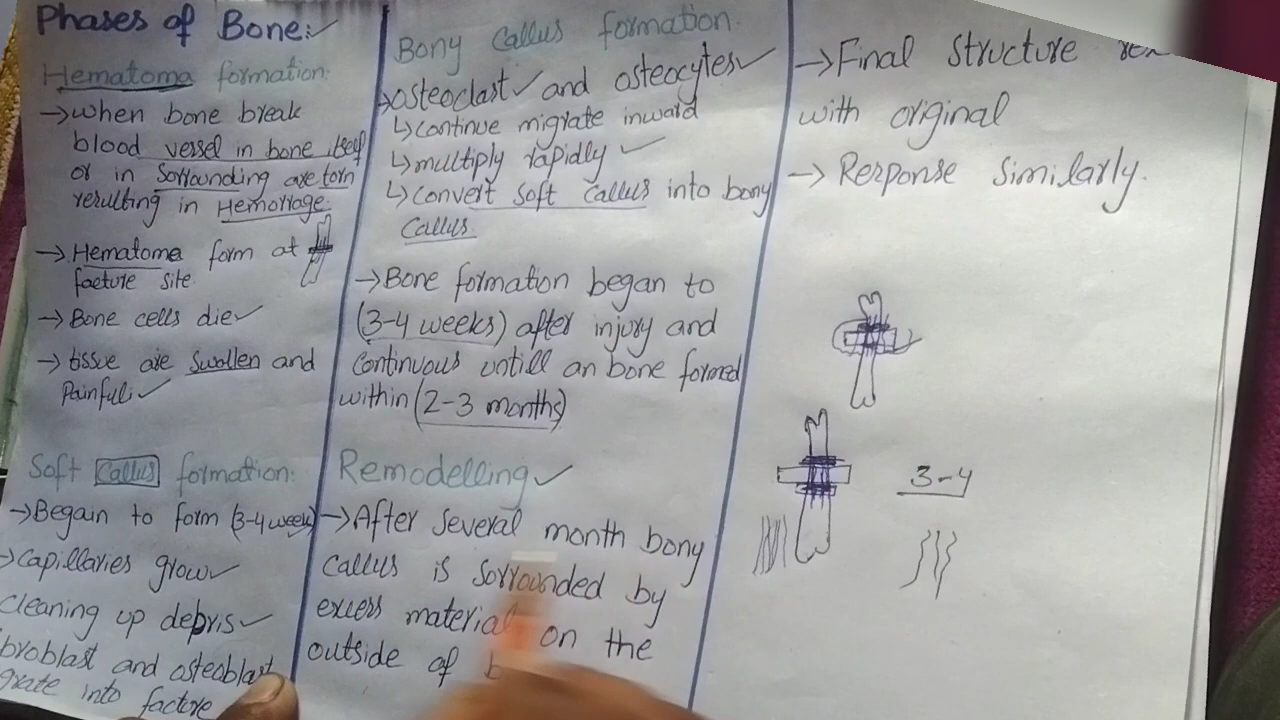 Phases of Bone:
Hematoma formation:
→when bone break
blood vessel in bone itself
or in Sorrounding are torn
resulting in Hemorrage.
→Hematoma form at
facture site.
→Bone cells die
→tissue are swollen and
Painful.
Soft Callus formation:
→Begain to form (3-4 week)
→Capillaries grow
cleaning up debris
broblast and osteoblast
grate into facture
Bony Callus formation.
→osteoclast and osteocytes
↳continue migrate inward
↳multiply rapidly
↳convert soft Callus into bony
Callus.
→Bone formation began to
(3-4 weeks) after injury and
continuous untill an bone formed
within (2-3 months)
Remodelling
→After several month bony
callus is sorrounded by
excess material on the
outside of
→Final structure
with original
→Response similarly.
3-4